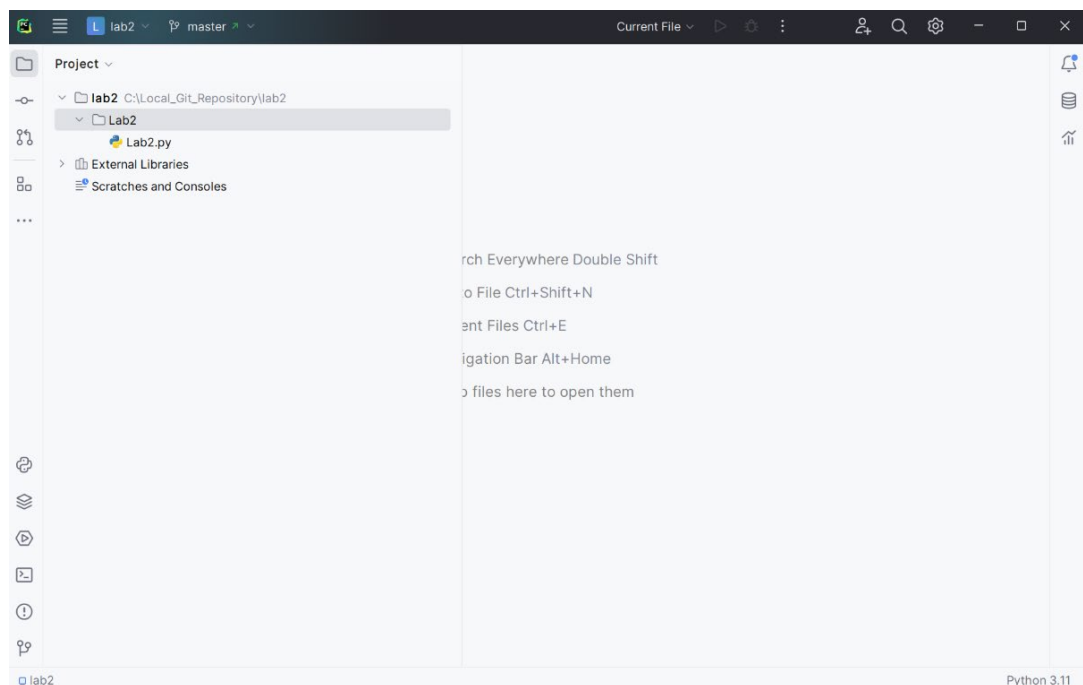 L lab2 master Current File
Project
lab2 C:\Local_Git_Repository\lab2
Lab2
Lab2.py
External Libraries
Scratches and Consoles
rch Everywhere Double Shift
o File Ctrl+Shift+N
ent Files Ctrl+E
igation Bar Alt+Home
files here to open them
lab2 Python 3.11